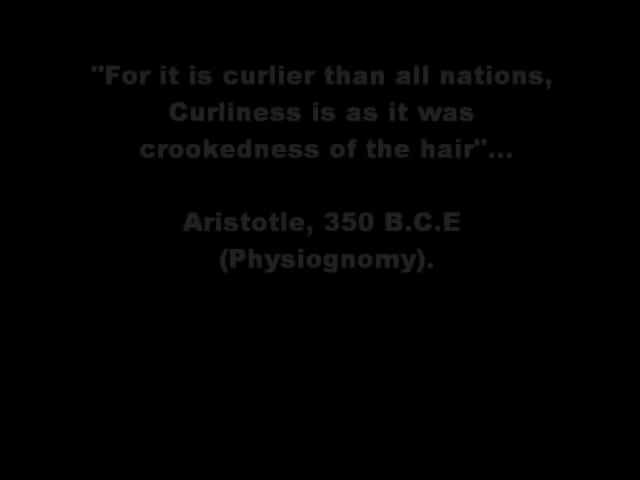 "For it is curlier than all nations,
Curliness is as it was
crookedness of the hair"...
Aristotle, 350 B.C.E
(Physiognomy).